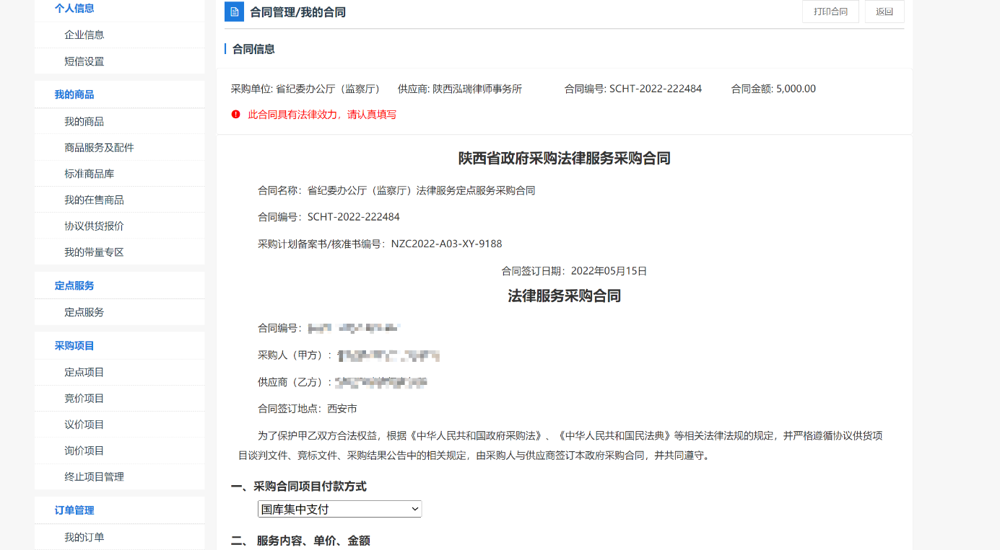 个人信息
企业信息
短信设置
我的商品
我的商品
商品服务及配件
标准商品库
我的在售商品
协议供货报价
我的带量专区
定点服务
定点服务
采购项目
定点项目
竞价项目
议价项目
询价项目
终止项目管理
订单管理
我的订单
合同管理/我的合同
打印合同
返回
合同信息
采购单位: 省纪委办公厅（监察厅） 供应商: 陕西泓瑞律师事务所 合同编号: SCHT-2022-222484 合同金额: 5,000.00
此合同具有法律效力，请认真填写
陕西省政府采购法律服务采购合同
合同名称：省纪委办公厅（监察厅）法律服务定点服务采购合同
合同编号：SCHT-2022-222484
采购计划备案书/核准书编号：NZC2022-A03-XY-9188
合同签订日期：2022年05月15日
法律服务采购合同
合同编号：
采购人（甲方）：
供应商（乙方）:
合同签订地点：西安市
为了保护甲乙双方合法权益，根据《中华人民共和国政府采购法》、《中华人民共和国民法典》等相关法律法规的规定，并严格遵循协议供货项
目谈判文件、竞标文件、采购结果公告中的相关规定，由采购人与供应商签订本政府采购合同，并共同遵守。
一、采购合同项目付款方式
国库集中支付
二、 服务内容、单价、金额